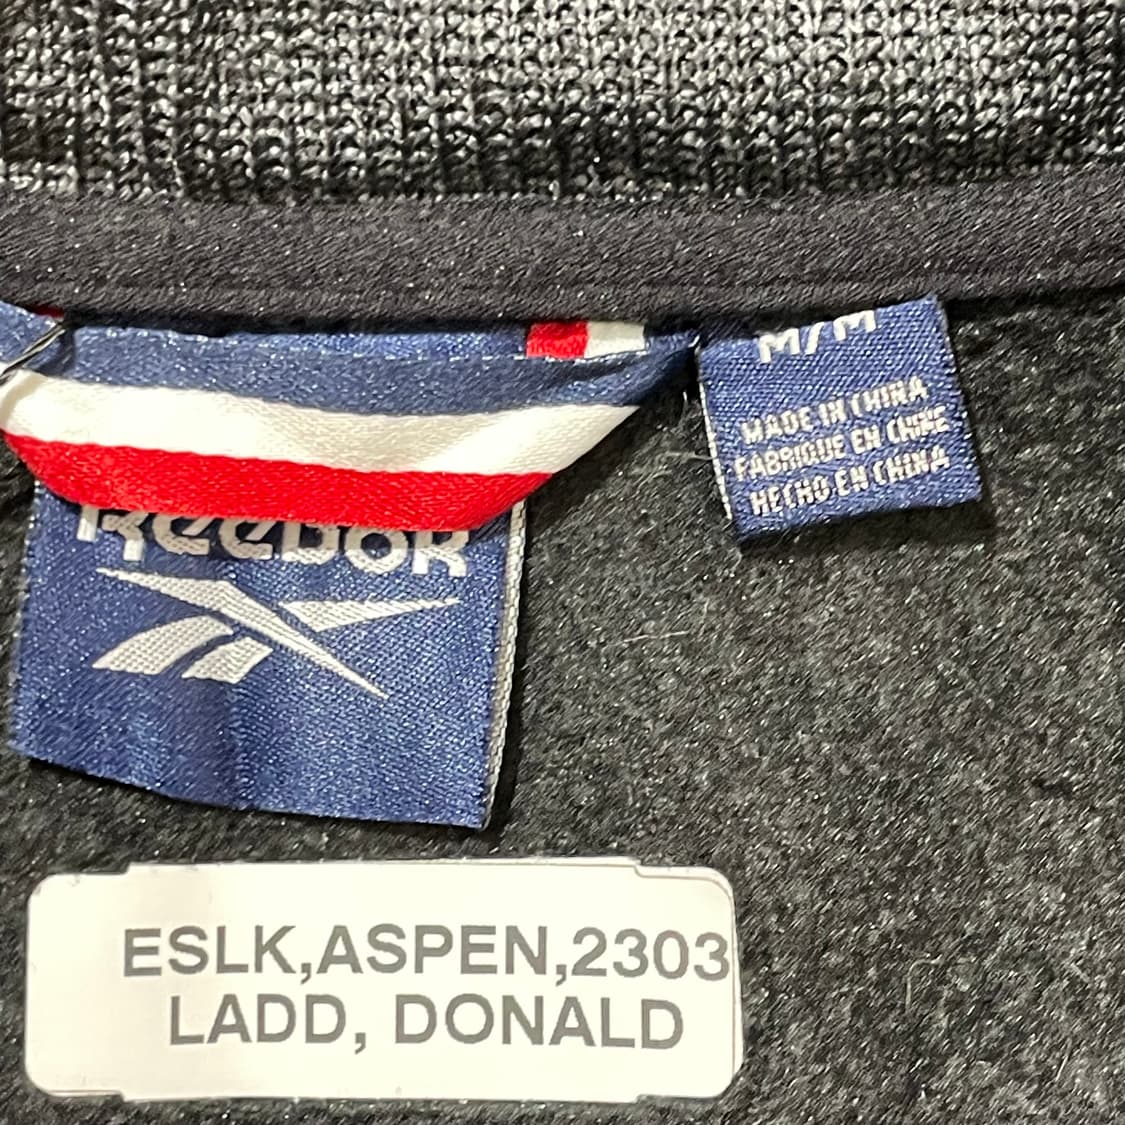 Reebok
M/M
MADE IN CHINA
FABRIQUE EN CHINE
HECHO EN CHINA
ESLK,ASPEN,2303
LADD, DONALD